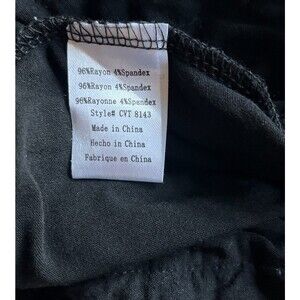 96%Rayon 4%Spandex
96%Rayon 4%Spandex
96%Rayonne 4%Spandex
Style# CVT 8143
Made in China
Hecho in China
Fabrique en China